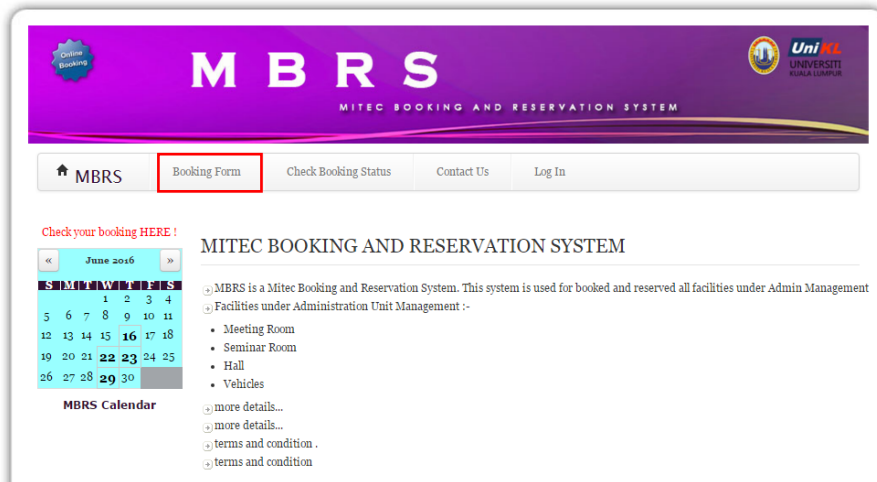 Online
Booking
M B R S
MITEC BOOKING AND RESERVATION SYSTEM
UniKL
UNIVERSITI
KUALA LUMPUR
MBRS Booking Form Check Booking Status Contact Us Log In
Check your booking HERE !
« June 2016 »
S M T W T F S
1 2 3 4
5 6 7 8 9 10 11
12 13 14 15 16 17 18
19 20 21 22 23 24 25
26 27 28 29 30
MBRS Calendar
MITEC BOOKING AND RESERVATION SYSTEM
MBRS is a Mitec Booking and Reservation System. This system is used for booked and reserved all facilities under Admin Management
Facilities under Administration Unit Management :-
• Meeting Room
• Seminar Room
• Hall
• Vehicles
more details...
more details...
terms and condition .
terms and condition